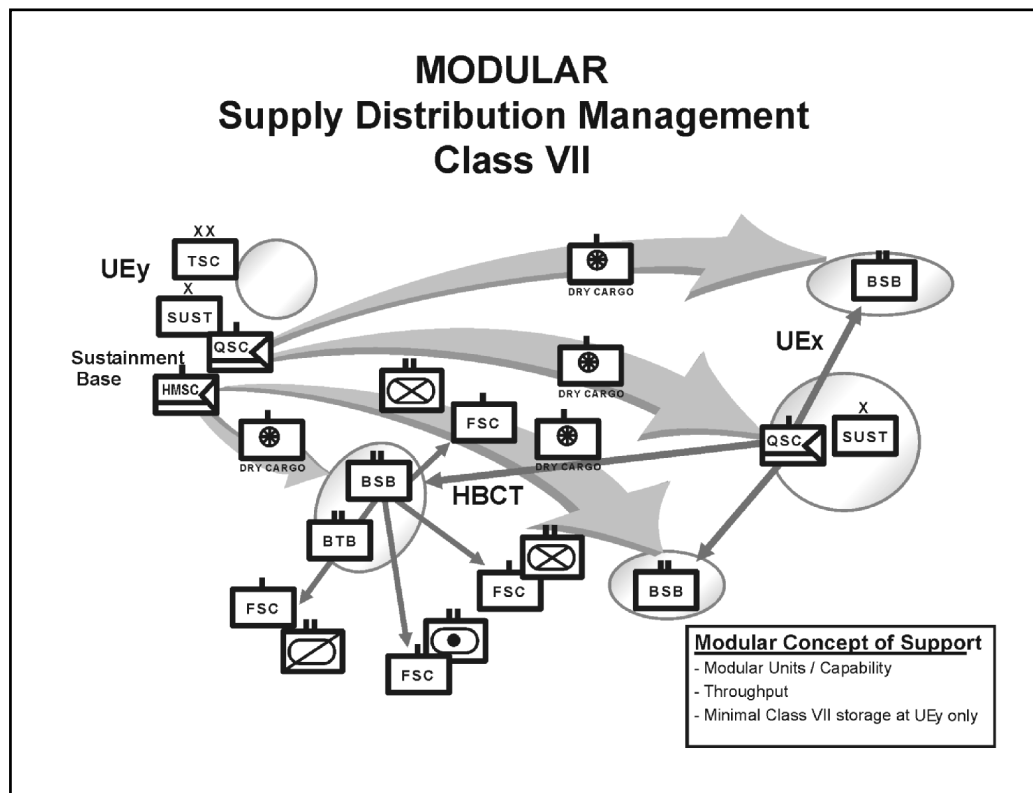 MODULAR
Supply Distribution Management
Class VII
X X
TSC
UEy
X
SUST
QSC
Sustainment
Base
HMSC
DRY CARGO
BSB
UEx
DRY CARGO
FSC
DRY CARGO
X
SUST
QSC
DRY CARGO
BSB
HBCT
BTB
FSC
FSC
FSC
BSB
Modular Concept of Support
- Modular Units / Capability
- Throughput
- Minimal Class VII storage at UEy only